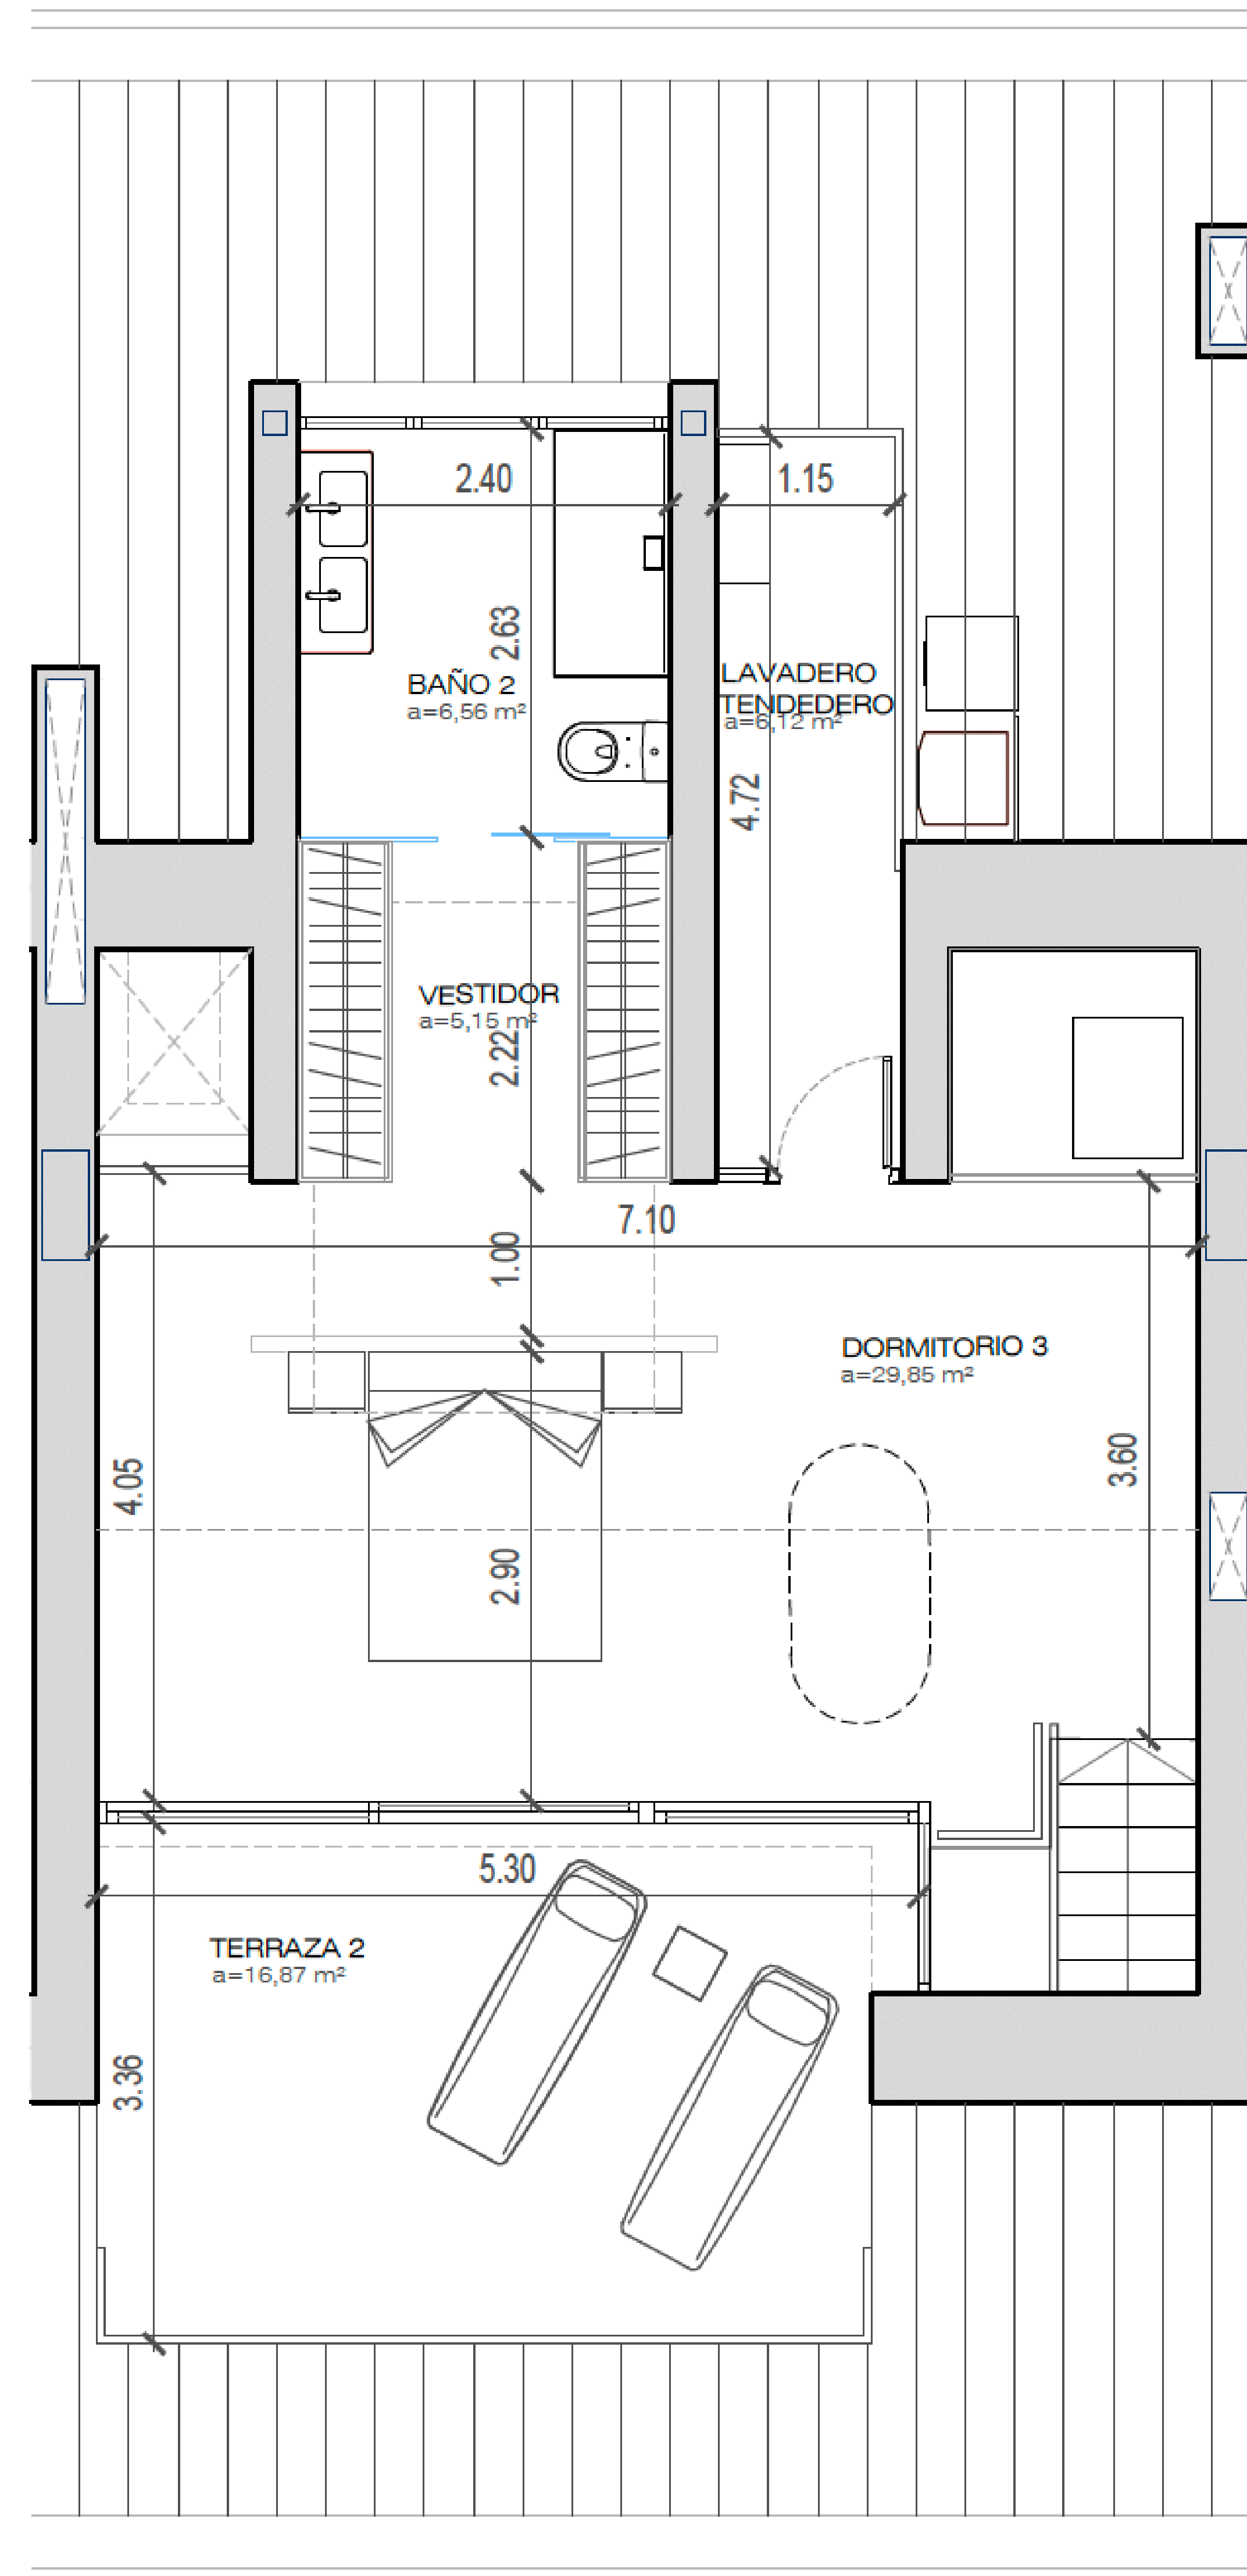 2.40
1.15
2.63
BAÑO 2
a=6,56 m²
LAVADERO
TENDEDERO
a=6,12 m²
4.72
VESTIDOR
a=5,15 m²
2.22
7.10
1.00
DORMITORIO 3
a=29,85 m²
4.05
3.60
2.90
5.30
TERRAZA 2
a=16,87 m²
3.36